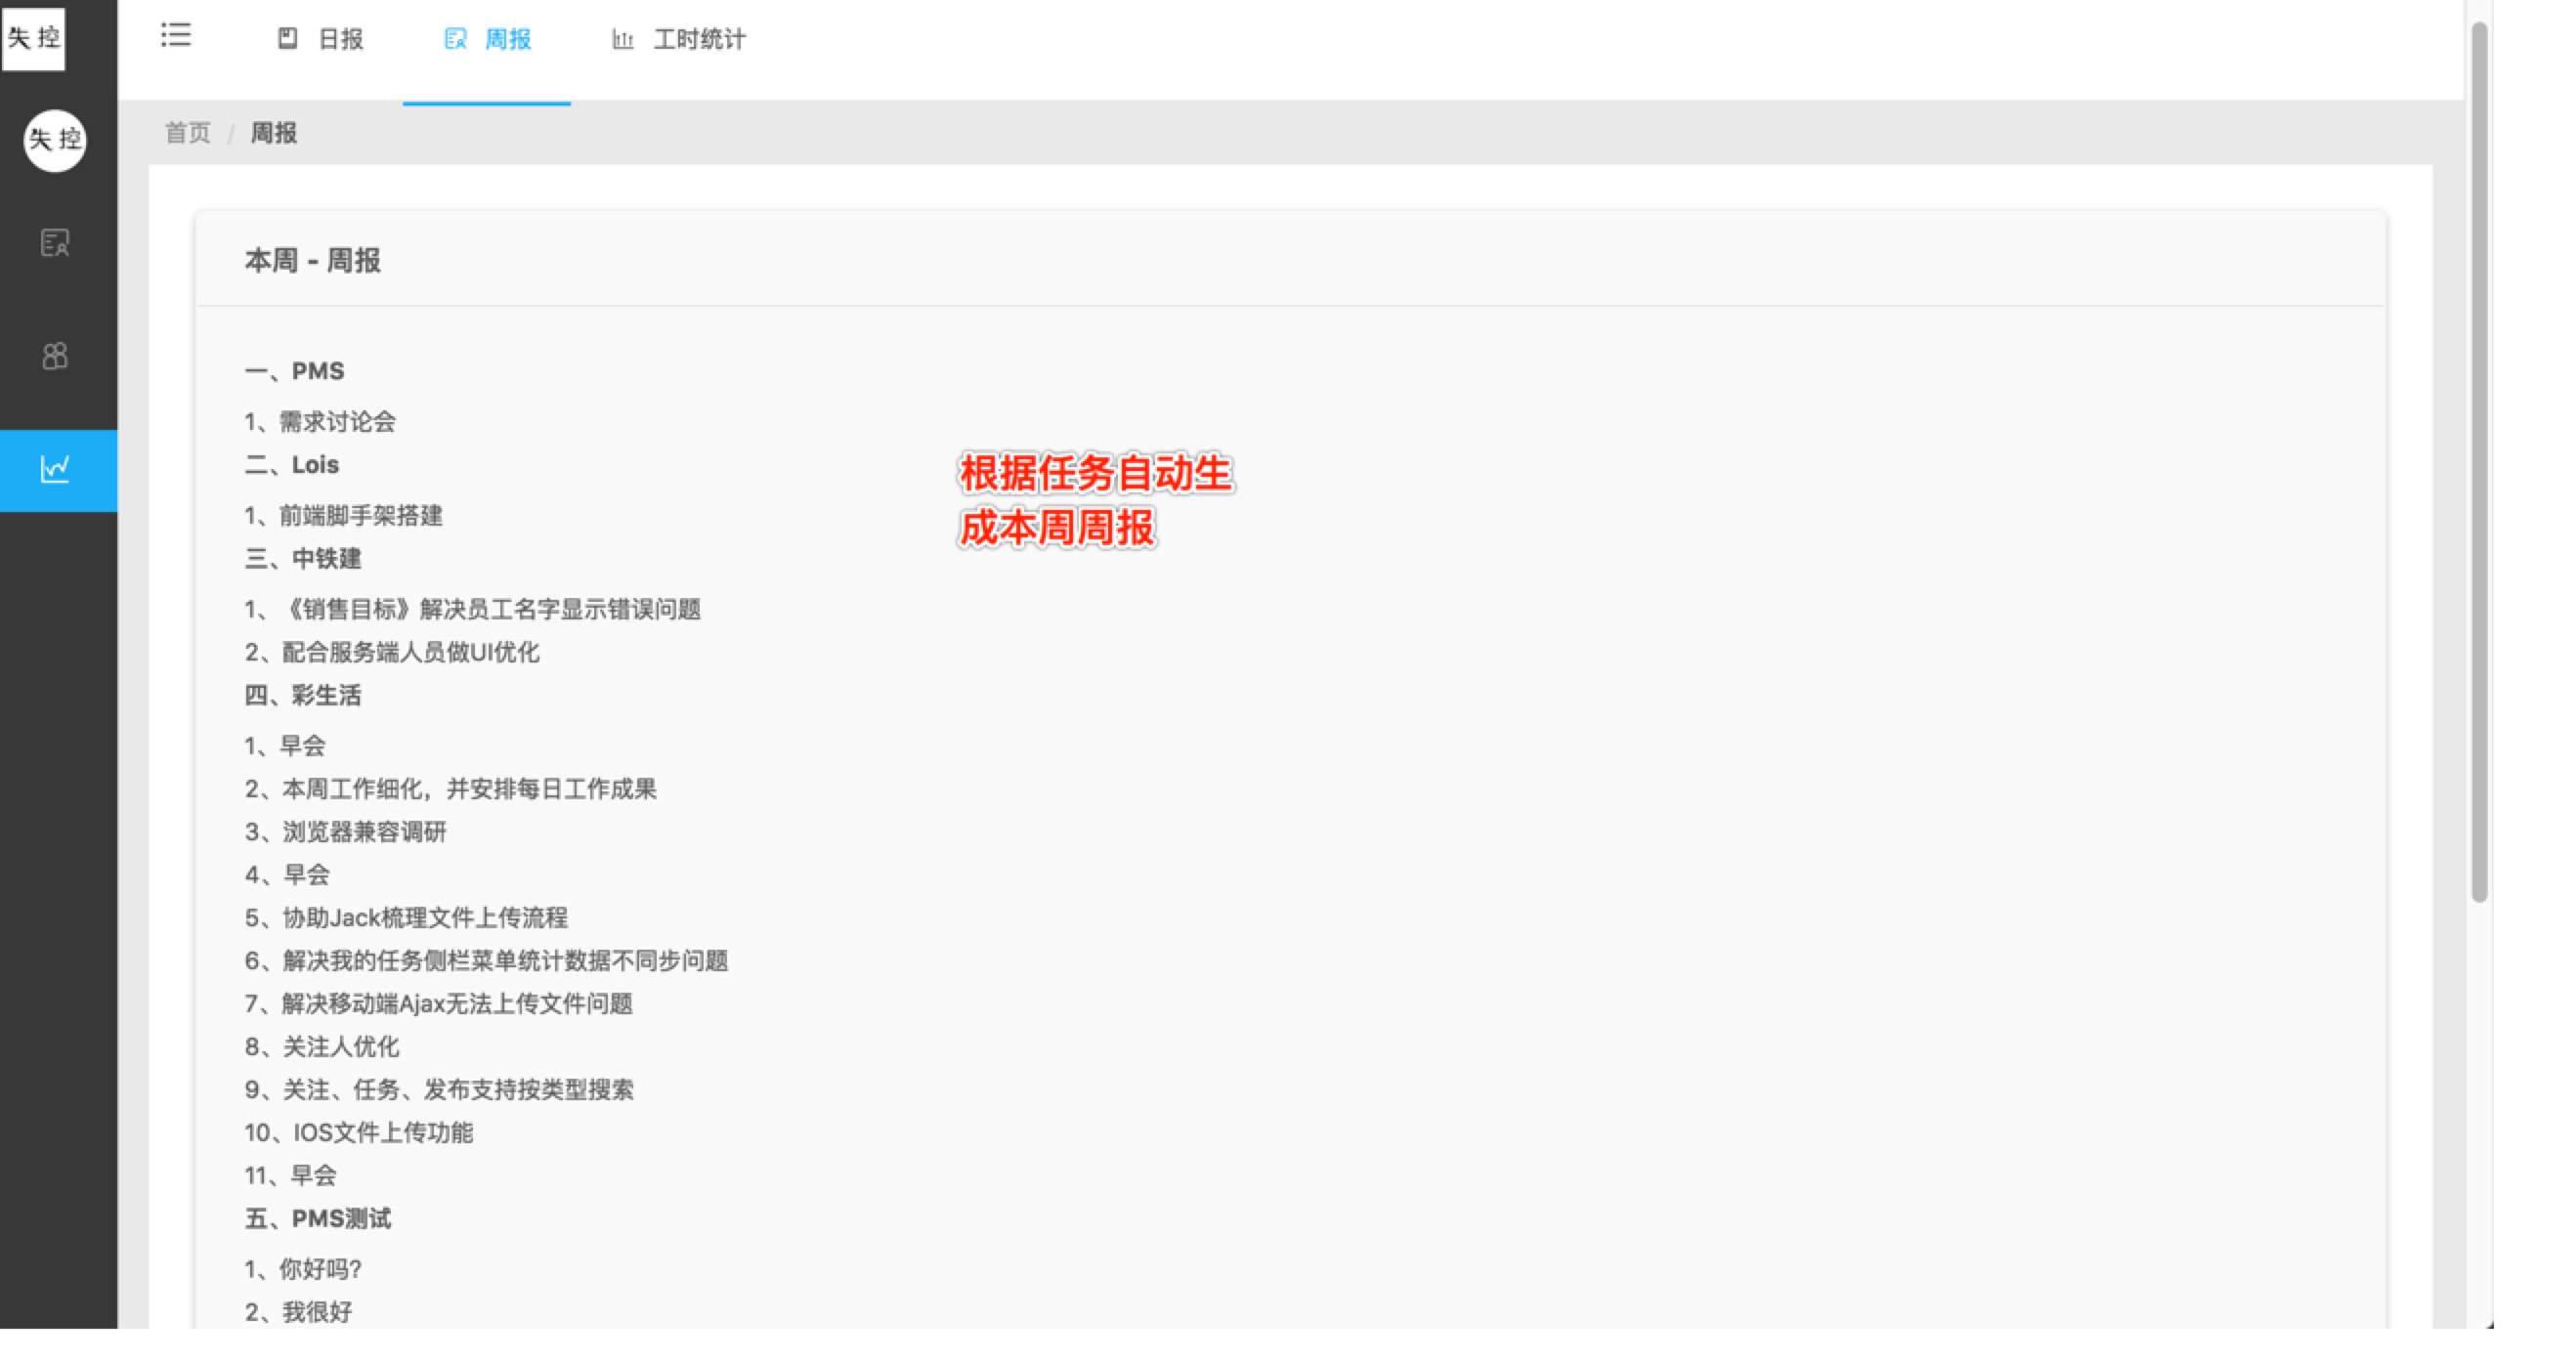 失控
日报
周报
工时统计
失控
首页 / 周报
本周 - 周报
一、PMS
1、需求讨论会
二、Lois
1、前端脚手架搭建
三、中铁建
1、《销售目标》解决员工名字显示错误问题
2、配合服务端人员做UI优化
四、彩生活
1、早会
2、本周工作细化，并安排每日工作成果
3、浏览器兼容调研
4、早会
5、协助Jack梳理文件上传流程
6、解决我的任务侧栏菜单统计数据不同步问题
7、解决移动端Ajax无法上传文件问题
8、关注人优化
9、关注、任务、发布支持按类型搜索
10、IOS文件上传功能
11、早会
五、PMS测试
1、你好吗?
2、我很好
根据任务自动生
成本周周报